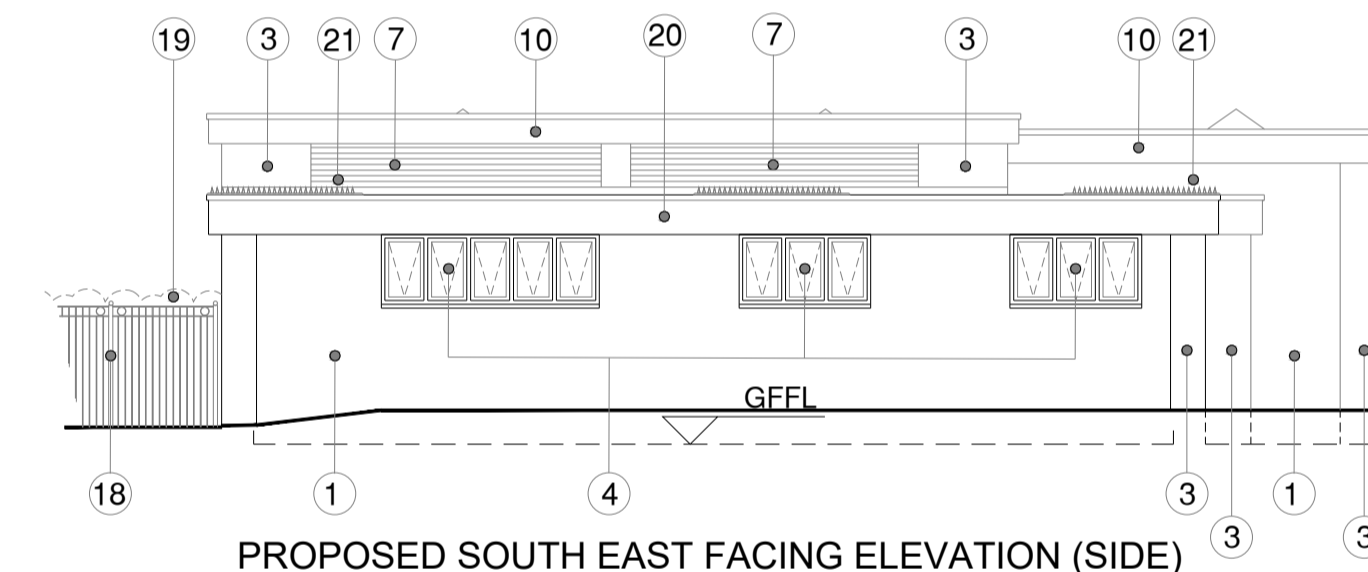 19 3 21 7 10 20 7 3 10 21
GFFL
18 1 4 3 1
3 3
PROPOSED SOUTH EAST FACING ELEVATION (SIDE)